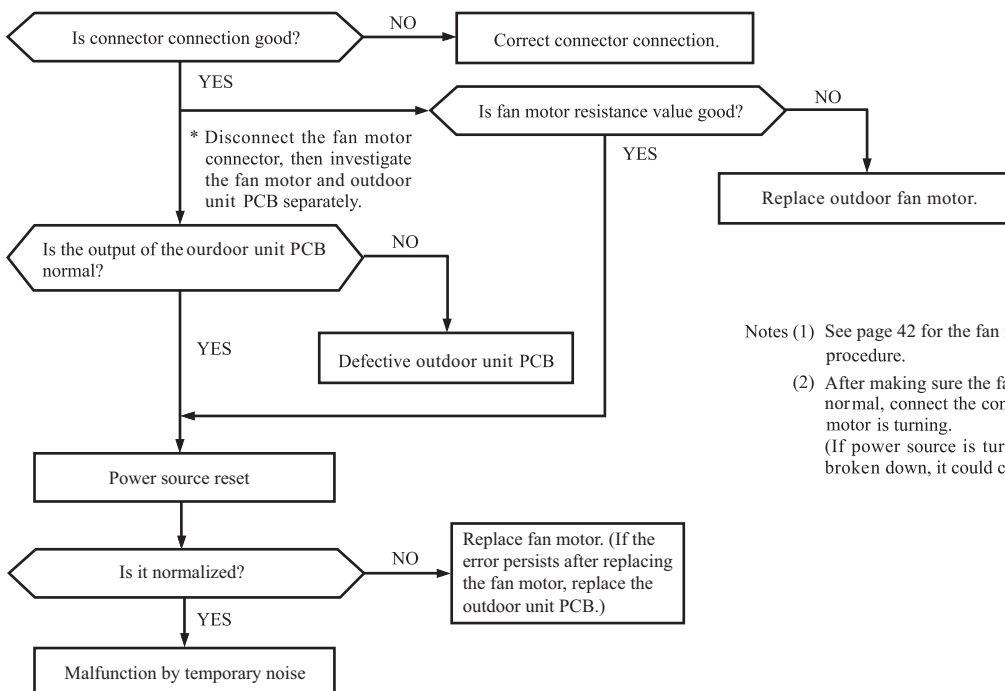 Is connector connection good?
NO
Correct connector connection.
YES
Is fan motor resistance value good?
NO
YES
* Disconnect the fan motor
connector, then investigate
the fan motor and outdoor
unit PCB separately.
Replace outdoor fan motor.
Is the output of the ourdoor unit PCB
normal?
NO
YES
Defective outdoor unit PCB
Notes (1) See page 42 for the fan
procedure.
(2) After making sure the
normal, connect the
motor is turning.
(If power source is
broken down, it could
Power source reset
Is it normalized?
NO
Replace fan motor. (If the
error persists after replacing
the fan motor, replace the
outdoor unit PCB.)
YES
Malfunction by temporary noise